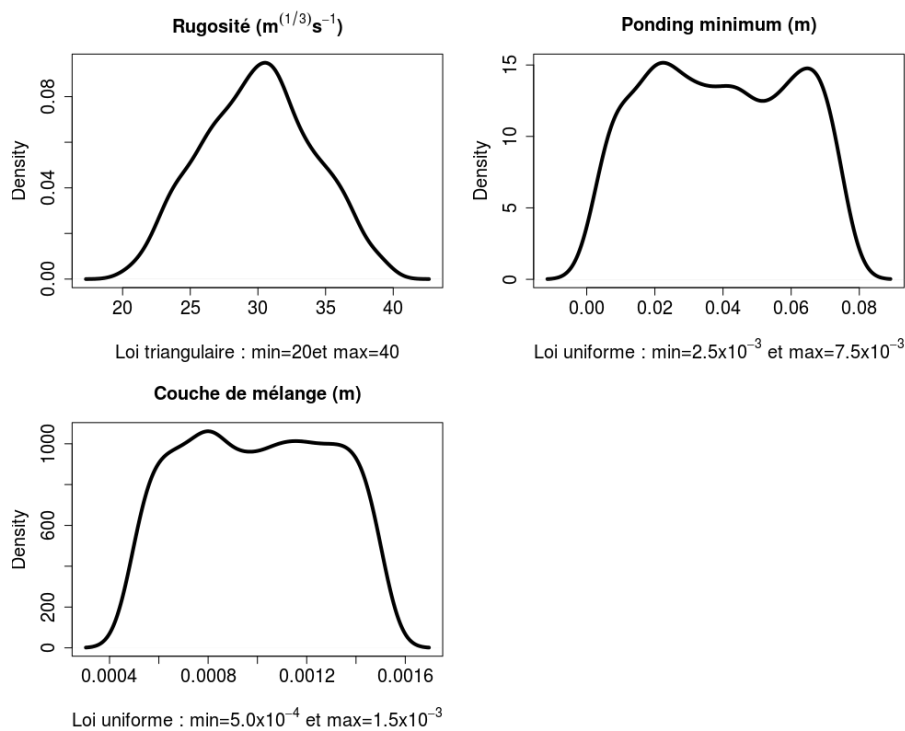 Rugosité (m^(1/3)s^−1)
Density
0.00 0.04 0.08
20 25 30 35 40
Loi triangulaire : min=20et max=40
Ponding minimum (m)
Density
0 5 10 15
0.00 0.02 0.04 0.06 0.08
Loi uniforme : min=2.5x10^−3 et max=7.5x10^−3
Couche de mélange (m)
Density
0 200 600 1000
0.0004 0.0008 0.0012 0.0016
Loi uniforme : min=5.0x10^−4 et max=1.5x10^−3